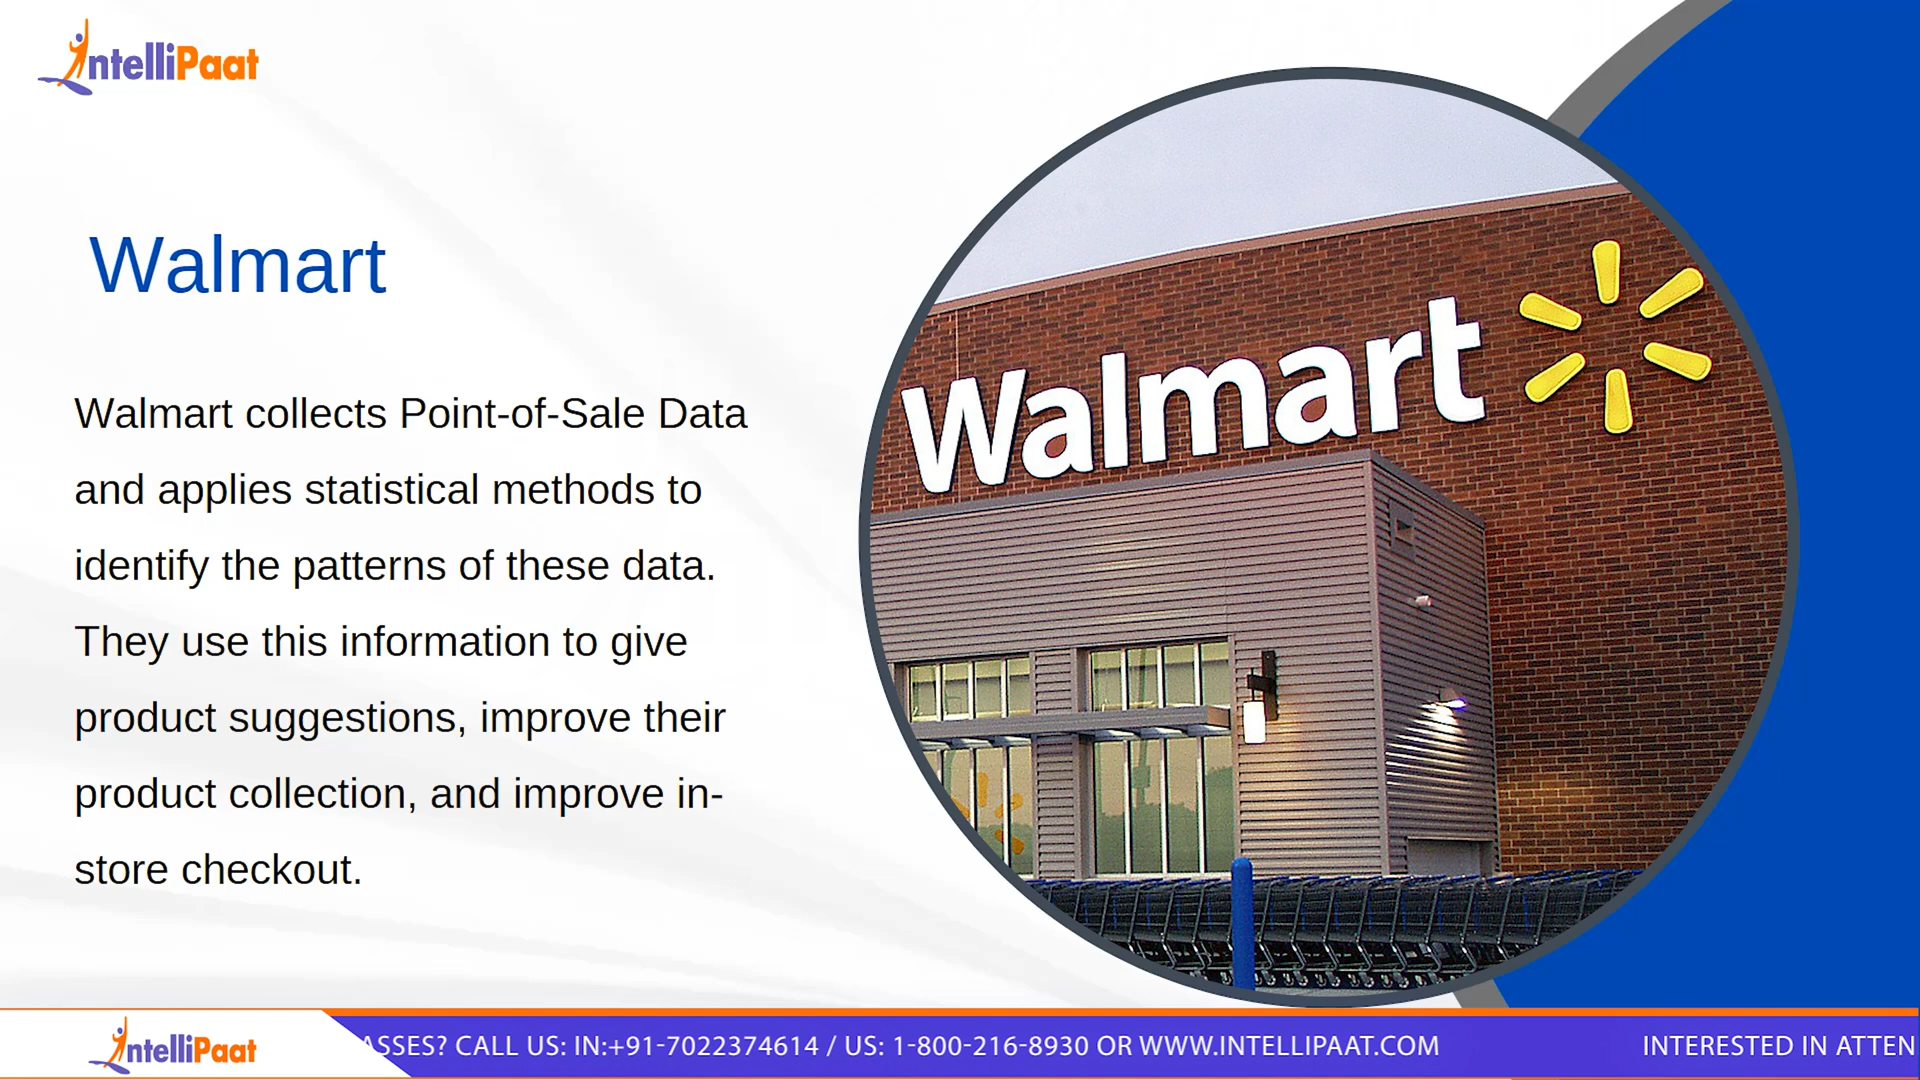 IntelliPaat
Walmart
Walmart collects Point-of-Sale Data
and applies statistical methods to
identify the patterns of these data.
They use this information to give
product suggestions, improve their
product collection, and improve in-
store checkout.
Walmart
IntelliPaat
ASSES? CALL US: IN:+91-7022374614 / US: 1-800-216-8930 OR WWW.INTELLIPAAT.COM
INTERESTED IN ATTEN